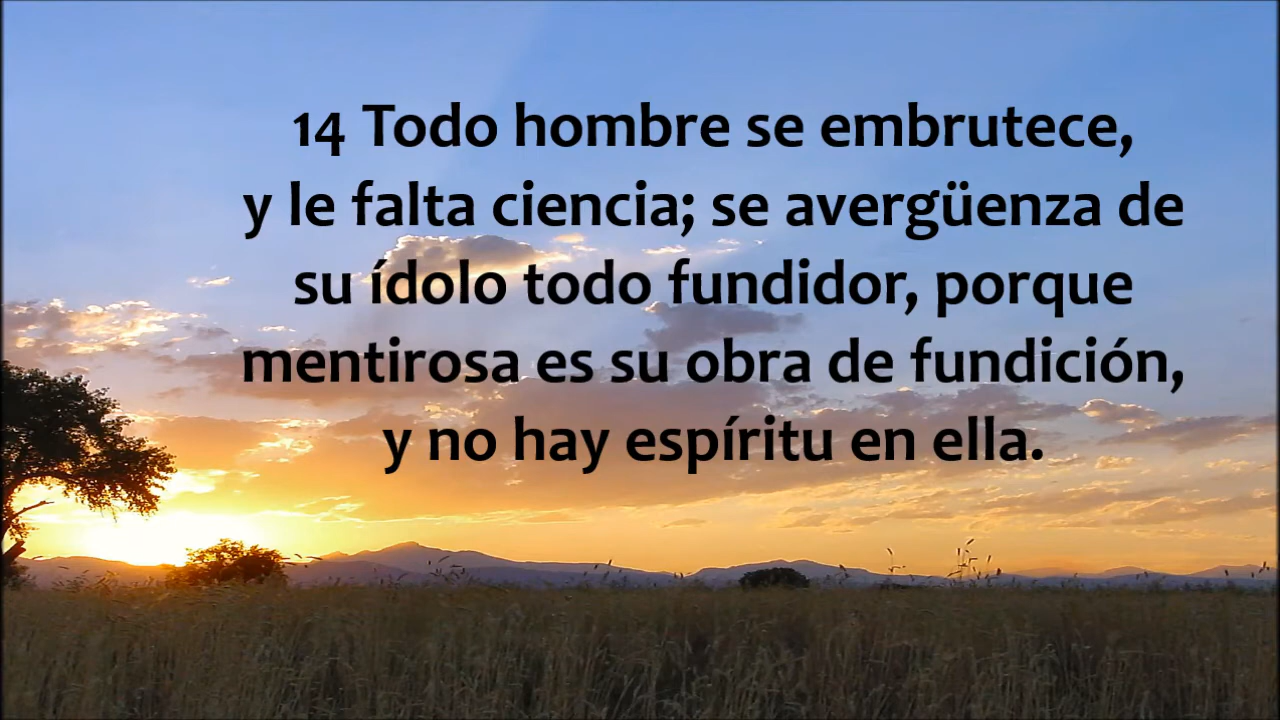 14 Todo hombre se embrutece,
y le falta ciencia; se avergüenza de
su ídolo todo fundidor, porque
mentirosa es su obra de fundición,
y no hay espíritu en ella.